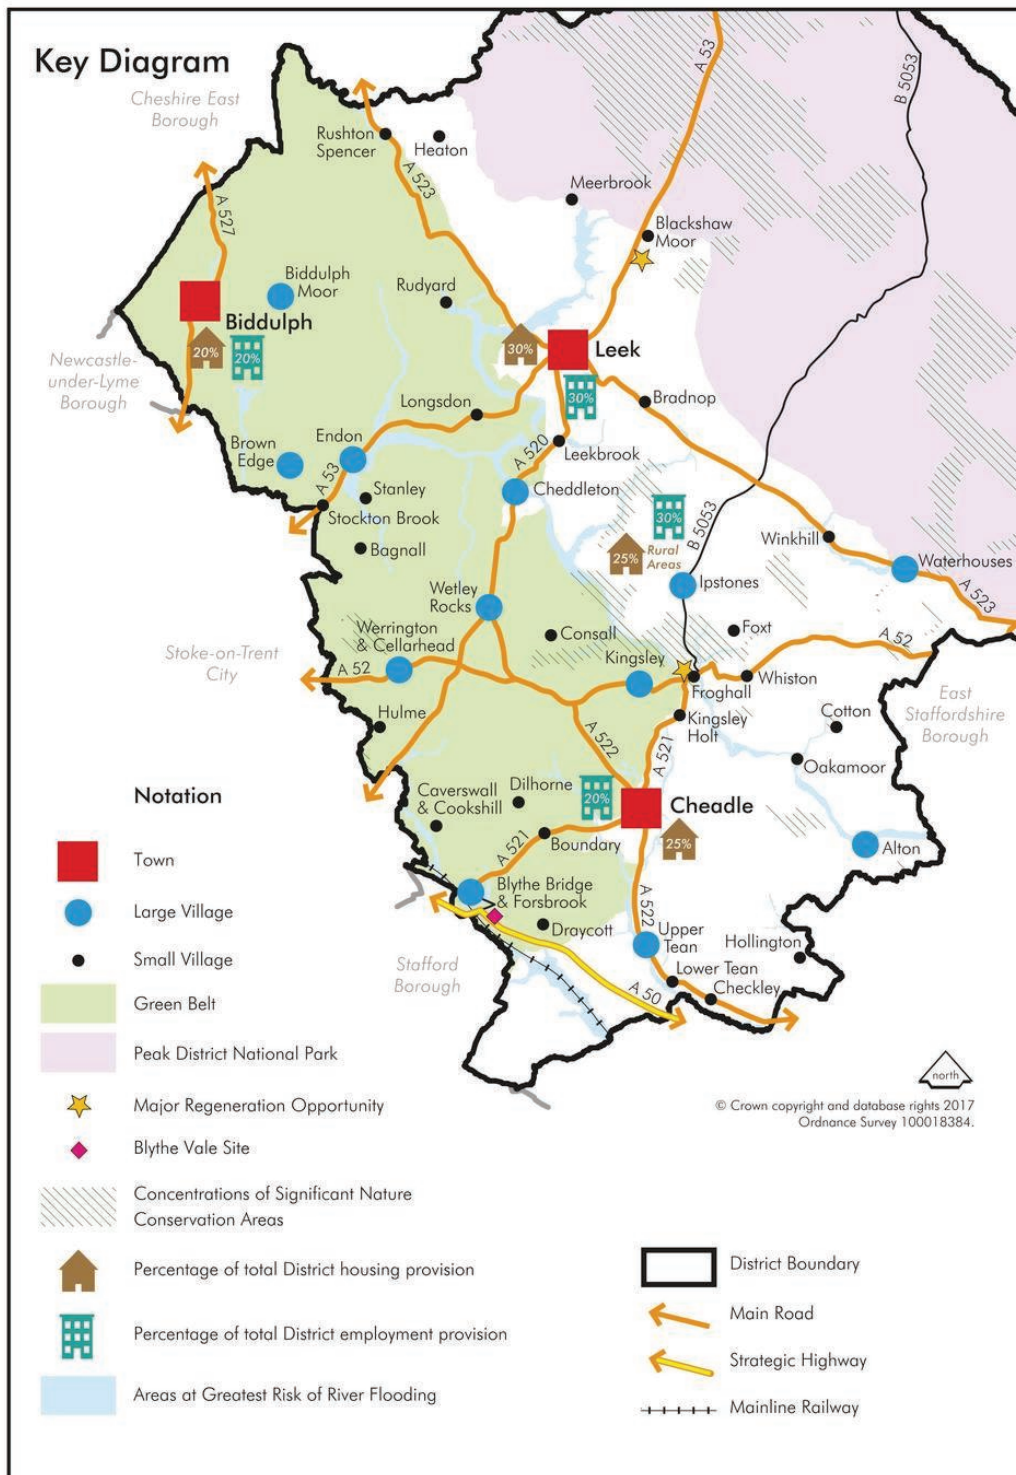 Key Diagram
Cheshire East
Borough
A 53
B 5053
Rushton
Spencer
Heaton
A 523
Meerbrook
A 527
Blackshaw
Moor
Biddulph
Moor
Rudyard
Biddulph
20%
20%
30%
Leek
Newcastle-
under-Lyme
Borough
30%
Longsdon
Bradnop
Brown
Edge
Endon
A 520
Leekbrook
A 53
Stanley
Cheddleton
Stockton Brook
30%
B 5053
Bagnall
25%
Rural
Areas
Winkhill
Waterhouses
Ipstones
A 523
Wetley
Rocks
Werrington
& Cellarhead
Consall
Foxt
A 52
Stoke-on-Trent
City
A 52
Kingsley
Froghall
Whiston
East
Staffordshire
Borough
Hulme
Kingsley
Holt
Cotton
A 522
A 521
Oakamoor
Notation
Caverswall
& Cookshill
Dilhorne
20%
Cheadle
Town
A 521
Boundary
25%
Alton
Blythe Bridge
& Forsbrook
A 522
Large Village
Draycott
Upper
Tean
Hollington
Small Village
Stafford
Borough
Lower Tean
Checkley
A 50
Green Belt
Peak District National Park
north
Major Regeneration Opportunity
© Crown copyright and database rights 2017
Ordnance Survey 100018384.
Blythe Vale Site
Concentrations of Significant Nature
Conservation Areas
Percentage of total District housing provision
Percentage of total District employment provision
Areas at Greatest Risk of River Flooding
District Boundary
Main Road
Strategic Highway
Mainline Railway